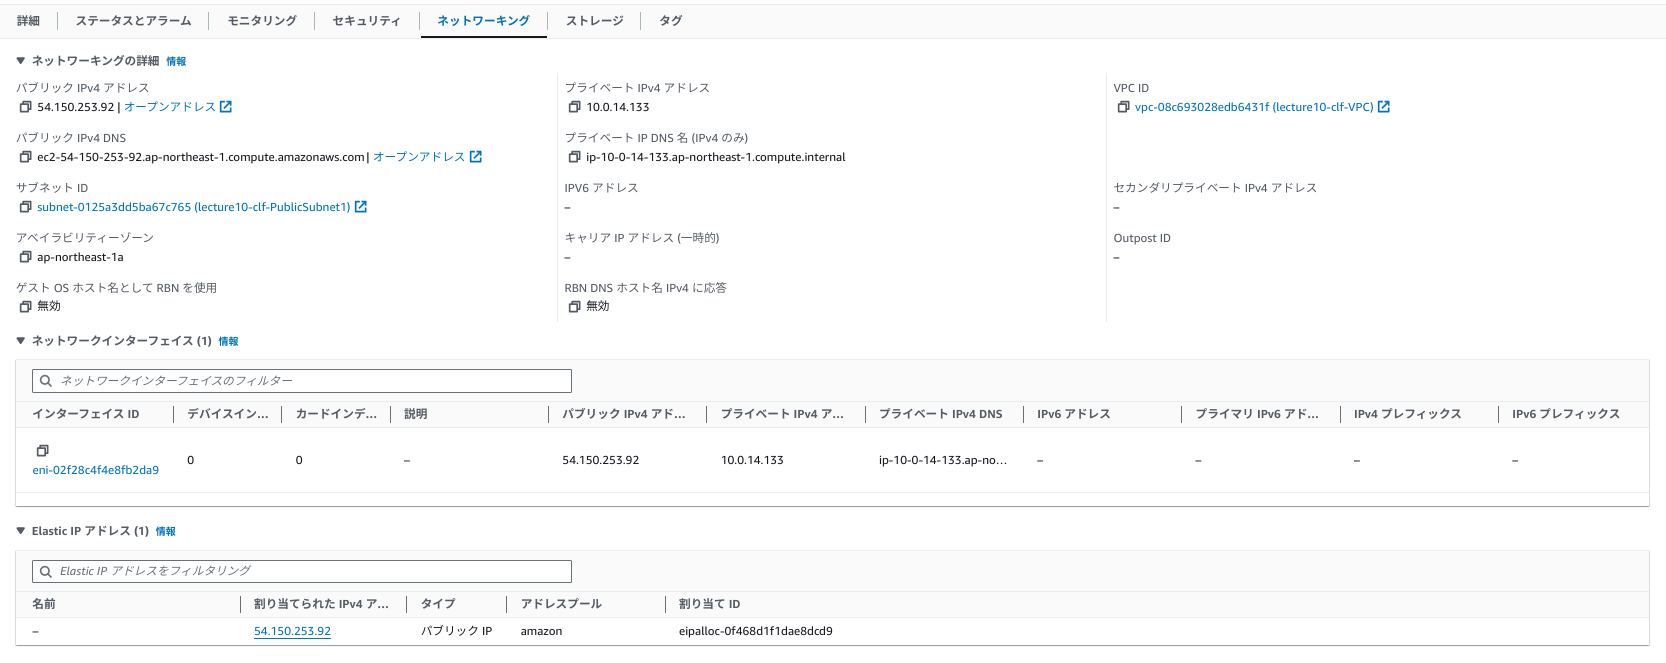 詳細 ステータスとアラーム モニタリング セキュリティ ネットワーキング ストレージ タグ
▼ ネットワーキングの詳細 情報
パブリック IPv4 アドレス プライベート IPv4 アドレス VPC ID
54.150.253.92 | オープンアドレス 10.0.14.133 vpc-08c693028edb6431f (lecture10-clf-VPC)
パブリック IPv4 DNS プライベート IP DNS 名 (IPv4 のみ)
ec2-54-150-253-92.ap-northeast-1.compute.amazonaws.com | オープンアドレス ip-10-0-14-133.ap-northeast-1.compute.internal
サブネット ID IPV6 アドレス セカンダリプライベート IPv4 アドレス
subnet-0125a3dd5ba67c765 (lecture10-clf-PublicSubnet1) – –
アベイラビリティーゾーン キャリア IP アドレス (一時的) Outpost ID
ap-northeast-1a – –
ゲスト OS ホスト名として RBN を使用 RBN DNS ホスト名 IPv4 に応答
無効 無効
▼ ネットワークインターフェイス (1) 情報
ネットワークインターフェイスのフィルター
インターフェイス ID デバイスイン... カードインデ... 説明 パブリック IPv4 アド... プライベート IPv4 ア... プライベート IPv4 DNS IPv6 アドレス プライマリ IPv6 アド... IPv4 プレフィックス IPv6 プレフィックス
eni-02f28c4f4e8fb2da9 0 0 – 54.150.253.92 10.0.14.133 ip-10-0-14-133.ap-no... – – – –
▼ Elastic IP アドレス (1) 情報
Elastic IP アドレスをフィルタリング
名前 割り当てられた IPv4 ア... タイプ アドレスプール 割り当て ID
– 54.150.253.92 パブリック IP amazon eipalloc-0f468d1f1dae8dcd9